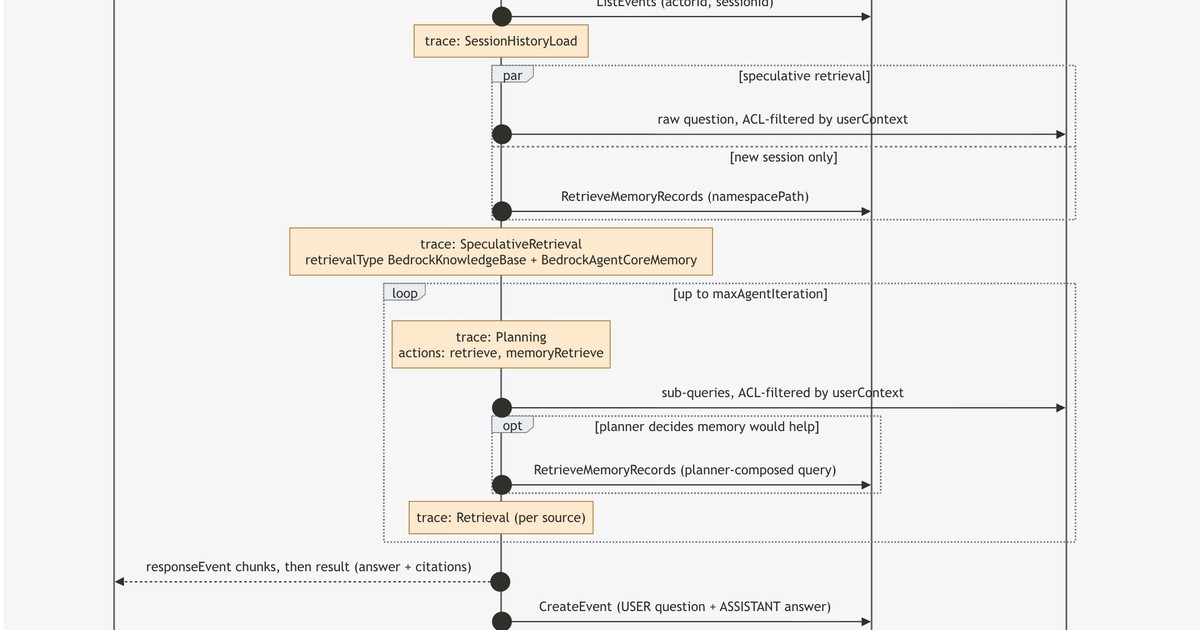 ListEvents (actorId, sessionId)
trace: SessionHistoryLoad
par
[speculative retrieval]
raw question, ACL-filtered by userContext
[new session only]
RetrieveMemoryRecords (namespacePath)
trace: SpeculativeRetrieval
retrievalType BedrockKnowledgeBase + BedrockAgentCoreMemory
loop
[up to maxAgentIteration]
trace: Planning
actions: retrieve, memoryRetrieve
sub-queries, ACL-filtered by userContext
opt
[planner decides memory would help]
RetrieveMemoryRecords (planner-composed query)
trace: Retrieval (per source)
responseEvent chunks, then result (answer + citations)
CreateEvent (USER question + ASSISTANT answer)